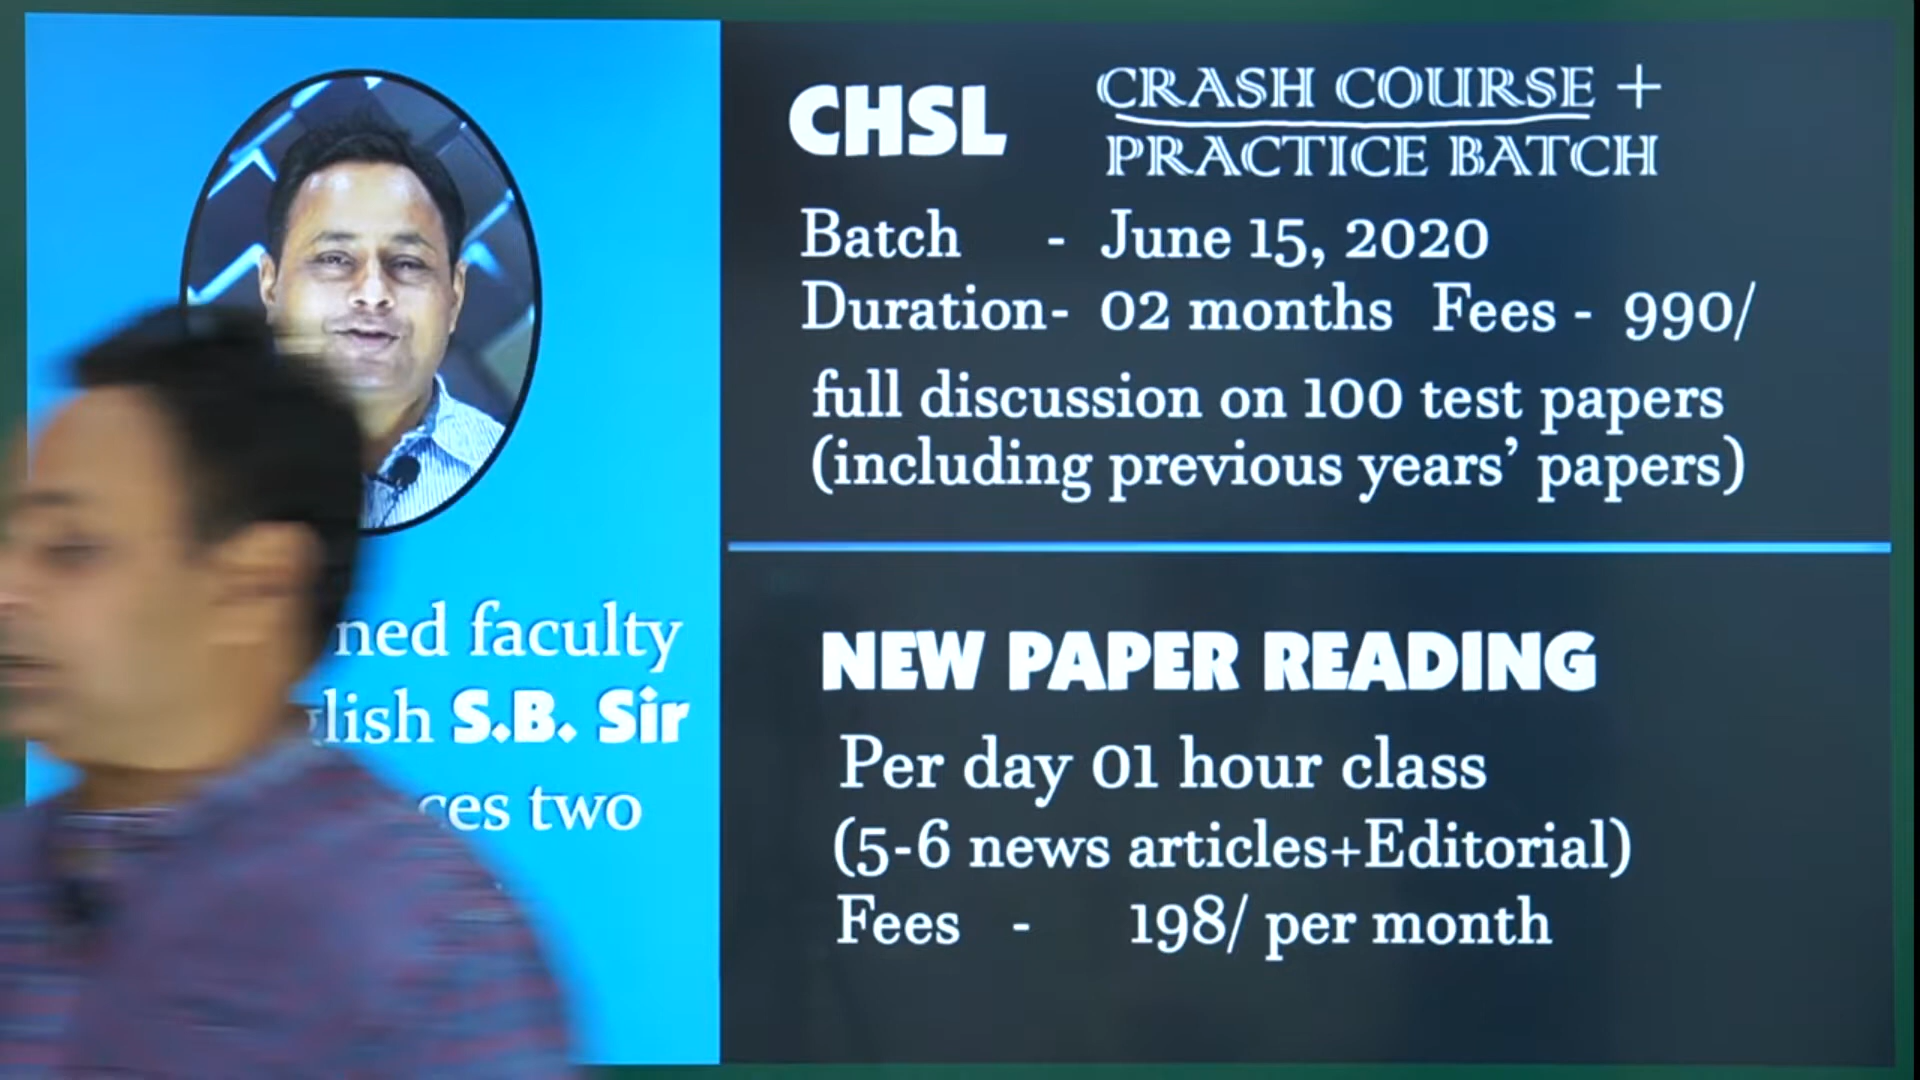 faculty
S.B. Sir
two
CHSL
CRASH COURSE +
PRACTICE BATCH
Batch - June 15, 2020
Duration- 02 months Fees - 990/
full discussion on 100 test papers
(including previous years’ papers)
NEW PAPER READING
Per day 01 hour class
(5-6 news articles+Editorial)
Fees - 198/ per month